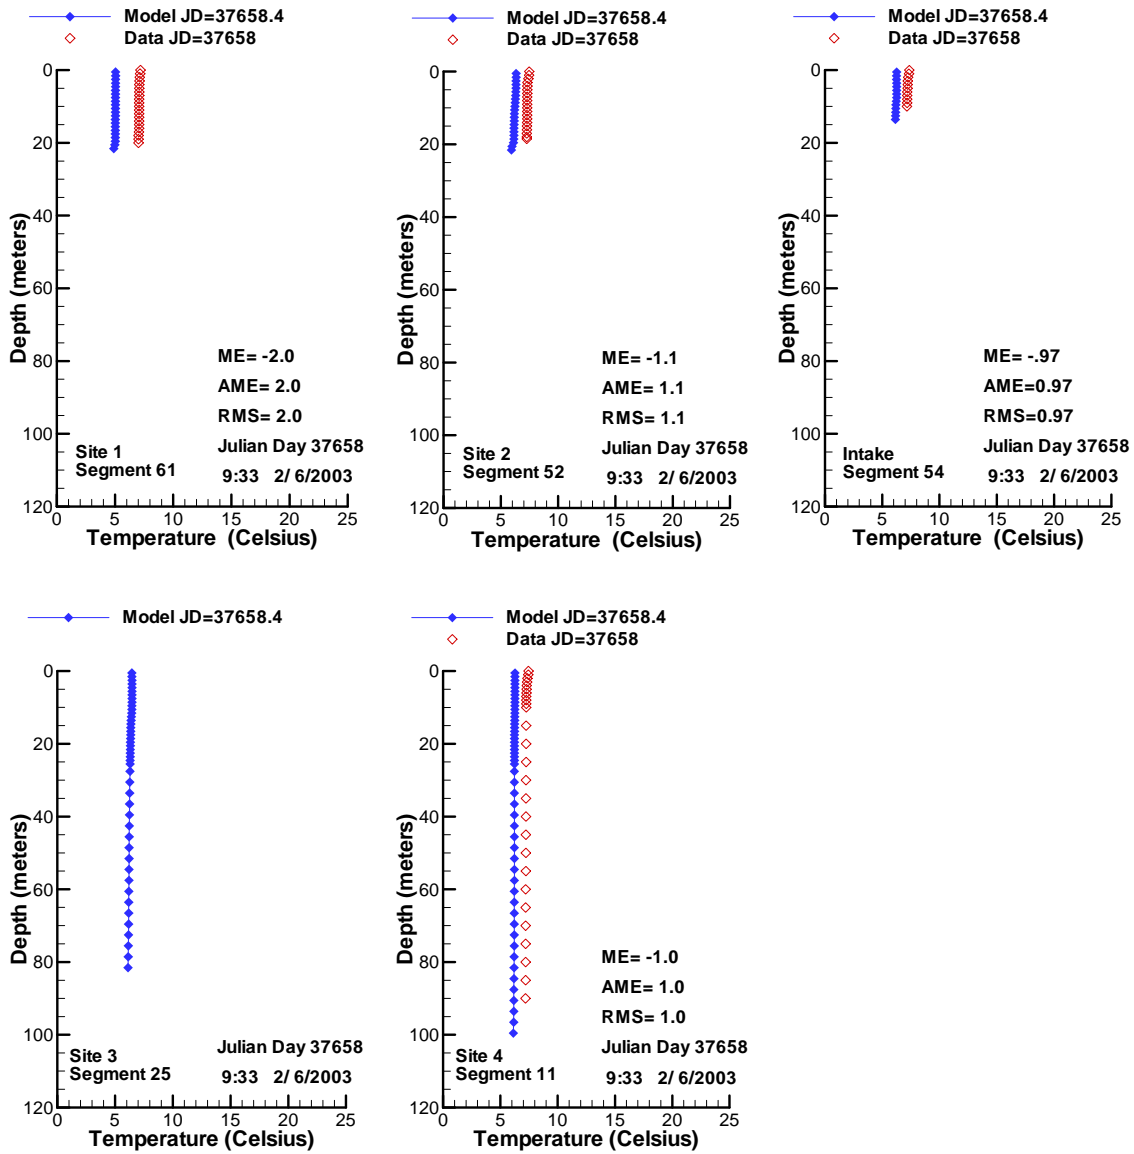 Model JD=37658.4
Data JD=37658
0
20
40
60
80
100
120
Depth (meters)
ME= -2.0
AME= 2.0
RMS= 2.0
Julian Day 37658
9:33 2/ 6/2003
Site 1
Segment 61
0 5 10 15 20 25
Temperature (Celsius)
Model JD=37658.4
Data JD=37658
0
20
40
60
80
100
120
Depth (meters)
ME= -1.1
AME= 1.1
RMS= 1.1
Julian Day 37658
9:33 2/ 6/2003
Site 2
Segment 52
0 5 10 15 20 25
Temperature (Celsius)
Model JD=37658.4
Data JD=37658
0
20
40
60
80
100
120
Depth (meters)
ME= -.97
AME=0.97
RMS=0.97
Julian Day 37658
9:33 2/ 6/2003
Intake
Segment 54
0 5 10 15 20 25
Temperature (Celsius)
Model JD=37658.4
0
20
40
60
80
100
120
Depth (meters)
Julian Day 37658
9:33 2/ 6/2003
Site 3
Segment 25
0 5 10 15 20 25
Temperature (Celsius)
Model JD=37658.4
Data JD=37658
0
20
40
60
80
100
120
Depth (meters)
ME= -1.0
AME= 1.0
RMS= 1.0
Julian Day 37658
9:33 2/ 6/2003
Site 4
Segment 11
0 5 10 15 20 25
Temperature (Celsius)